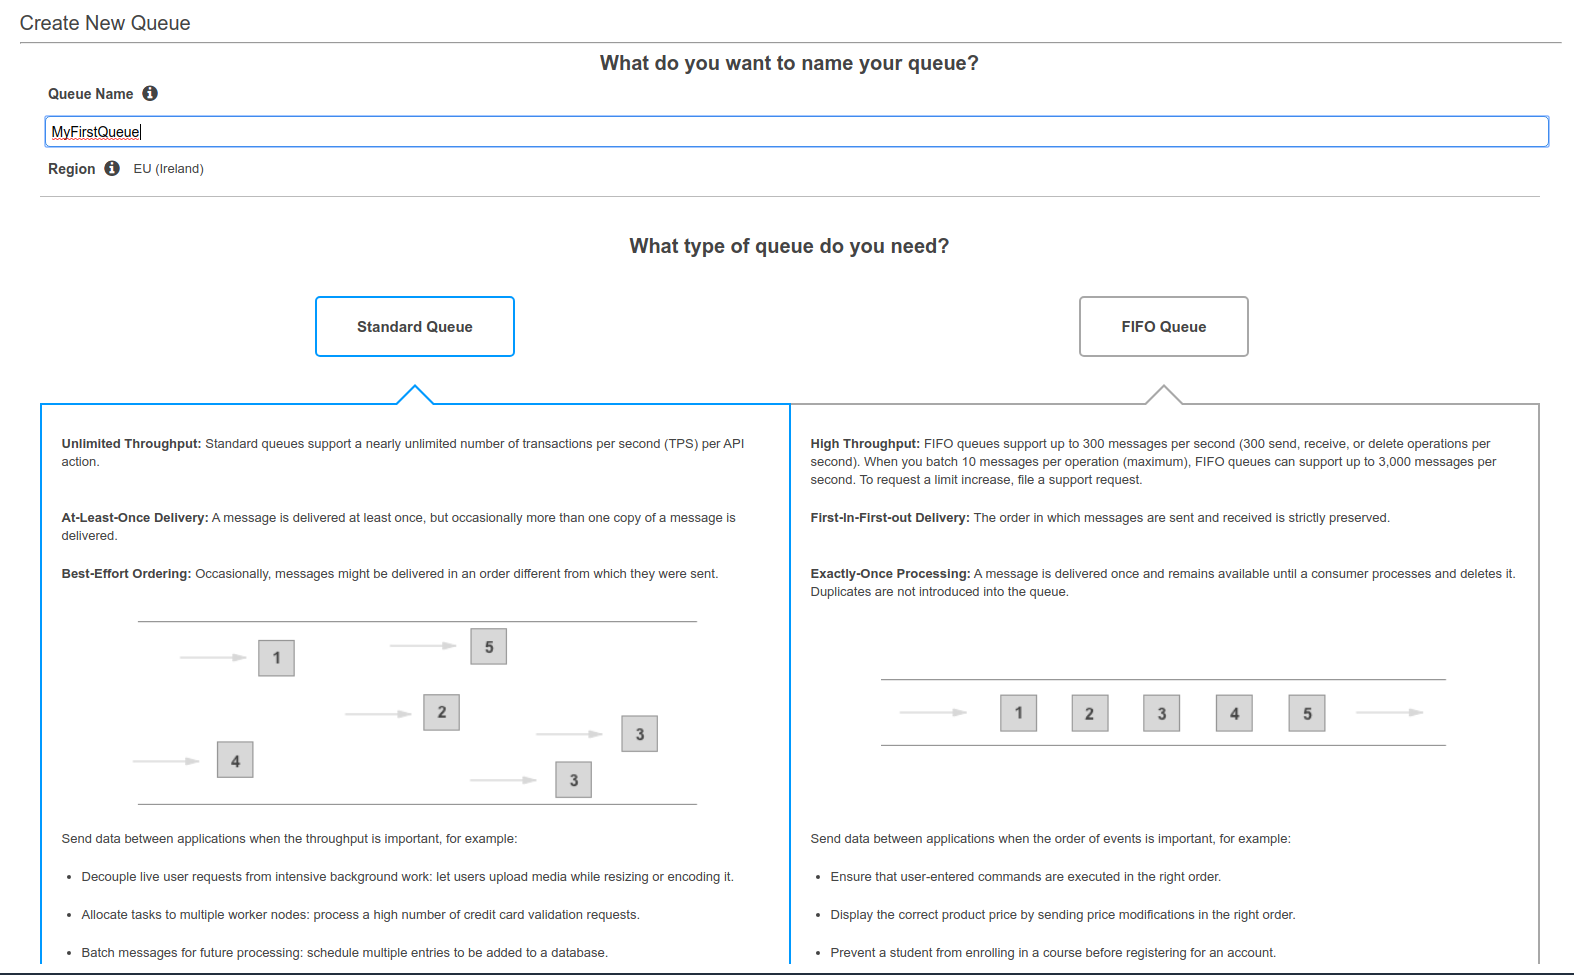 Create New Queue
What do you want to name your queue?
Queue Name
MyFirstQueue
Region EU (Ireland)
What type of queue do you need?
Standard Queue
FIFO Queue
Unlimited Throughput: Standard queues support a nearly unlimited number of transactions per second (TPS) per API
action.
At-Least-Once Delivery: A message is delivered at least once, but occasionally more than one copy of a message is
delivered.
Best-Effort Ordering: Occasionally, messages might be delivered in an order different from which they were sent.
1
5
2
3
4
3
Send data between applications when the throughput is important, for example:
• Decouple live user requests from intensive background work: let users upload media while resizing or encoding it.
• Allocate tasks to multiple worker nodes: process a high number of credit card validation requests.
• Batch messages for future processing: schedule multiple entries to be added to a database.
High Throughput: FIFO queues support up to 300 messages per second (300 send, receive, or delete operations per
second). When you batch 10 messages per operation (maximum), FIFO queues can support up to 3,000 messages per
second. To request a limit increase, file a support request.
First-In-First-out Delivery: The order in which messages are sent and received is strictly preserved.
Exactly-Once Processing: A message is delivered once and remains available until a consumer processes and deletes it.
Duplicates are not introduced into the queue.
1 2 3 4 5
Send data between applications when the order of events is important, for example:
• Ensure that user-entered commands are executed in the right order.
• Display the correct product price by sending price modifications in the right order.
• Prevent a student from enrolling in a course before registering for an account.